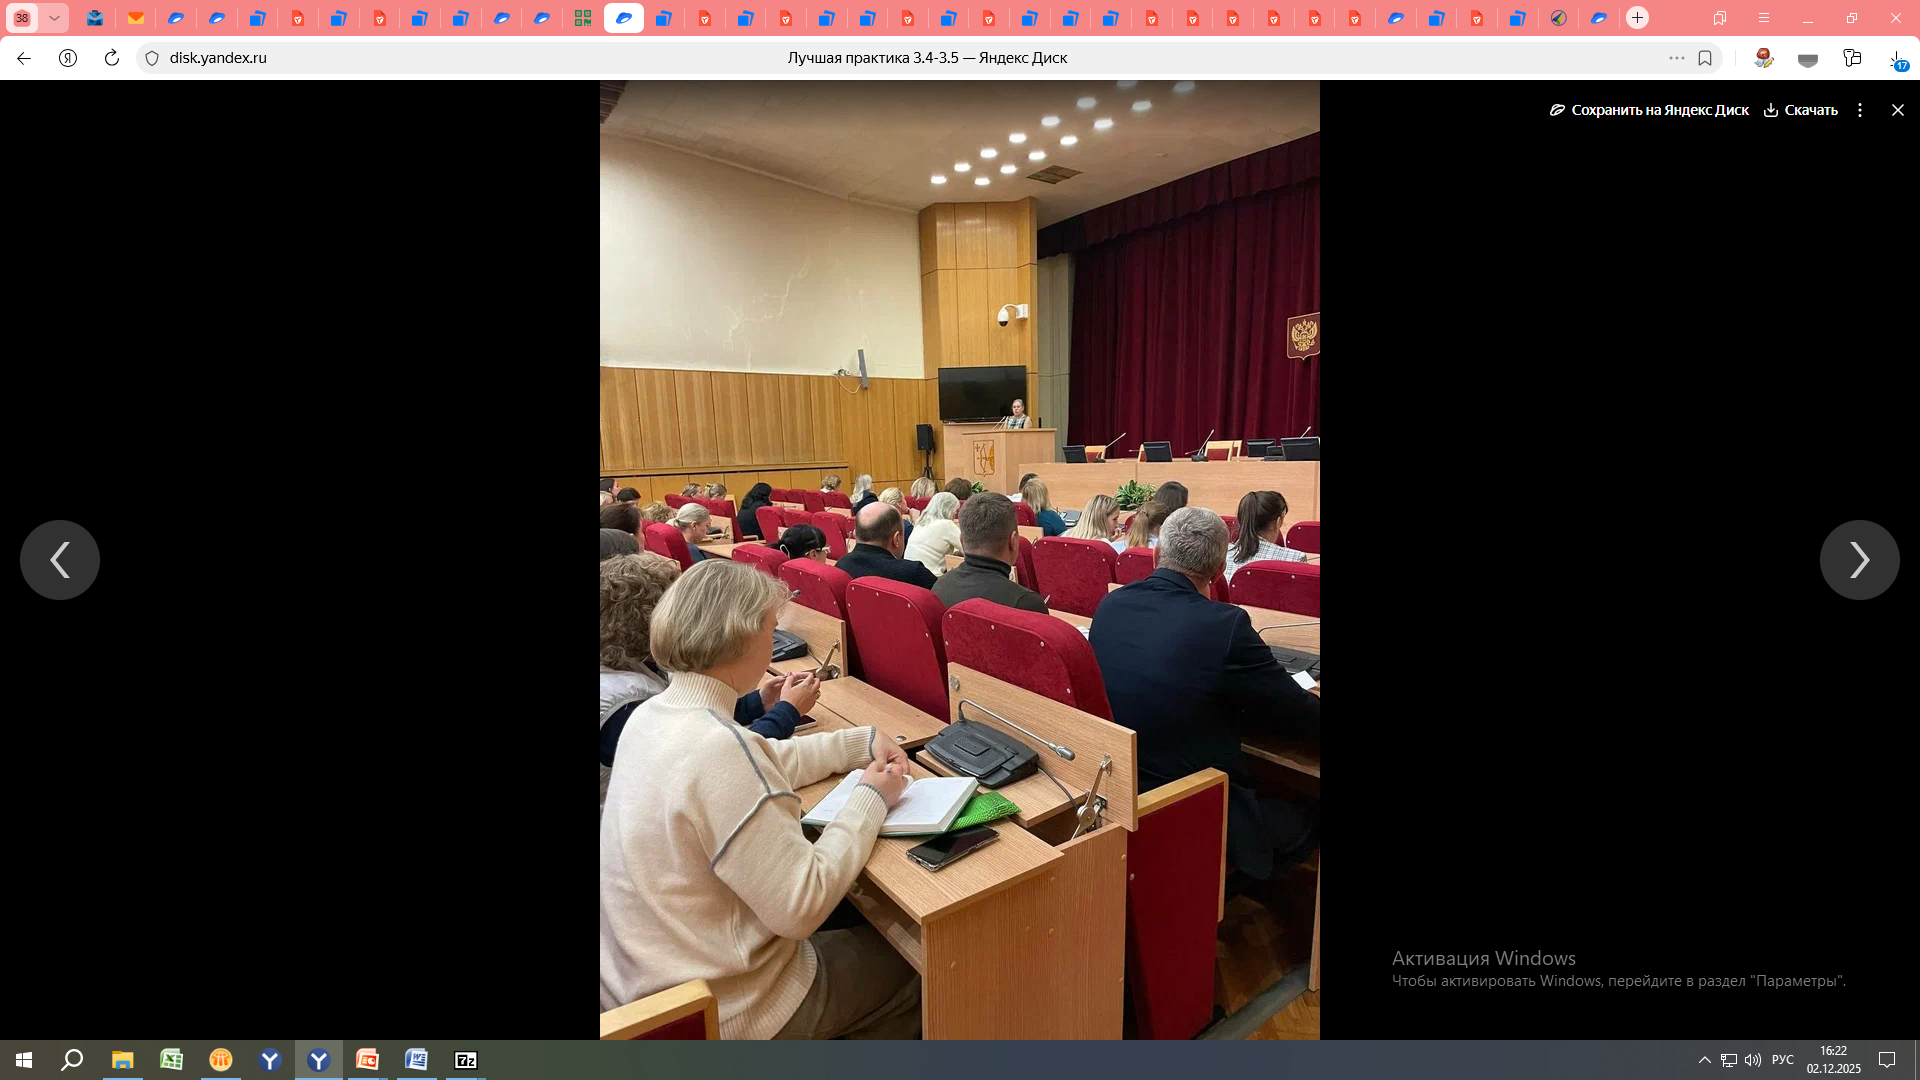 38
disk.yandex.ru
Лучшая практика 3.4-3.5 — Яндекс Диск
17
Сохранить на Яндекс Диск
Скачать
Активация Windows
Чтобы активировать Windows, перейдите в раздел "Параметры".
7z
РУС
16:22
02.12.2025